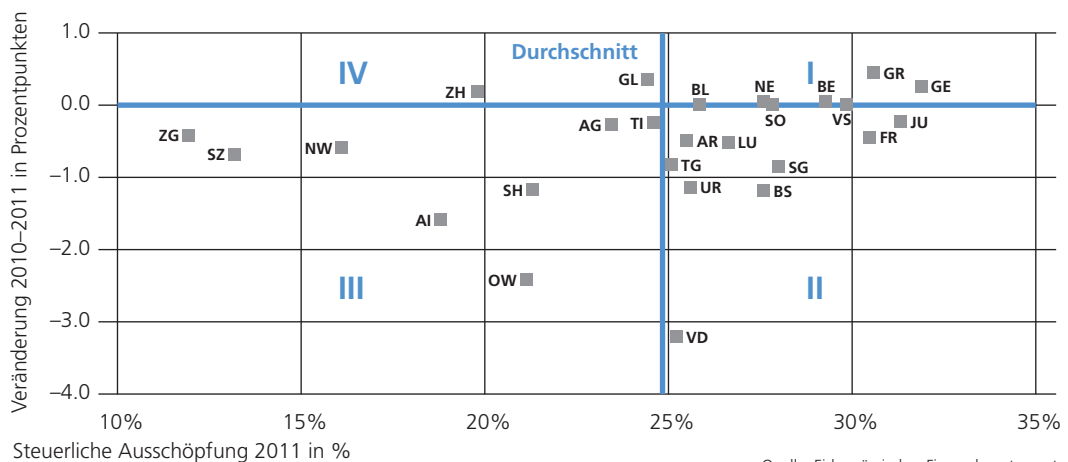 Veränderung 2010–2011 in Prozentpunkten
1.0
0.0
–1.0
–2.0
–3.0
–4.0
Durchschnitt
IV
I
III
II
GR
GE
GL
ZH
BL
NE
BE
SO
VS
JU
FR
AG
TI
ZG
SZ
NW
AR
LU
TG
SG
UR
BS
SH
AI
OW
VD
10%
15%
20%
25%
30%
35%
Steuerliche Ausschöpfung 2011 in %